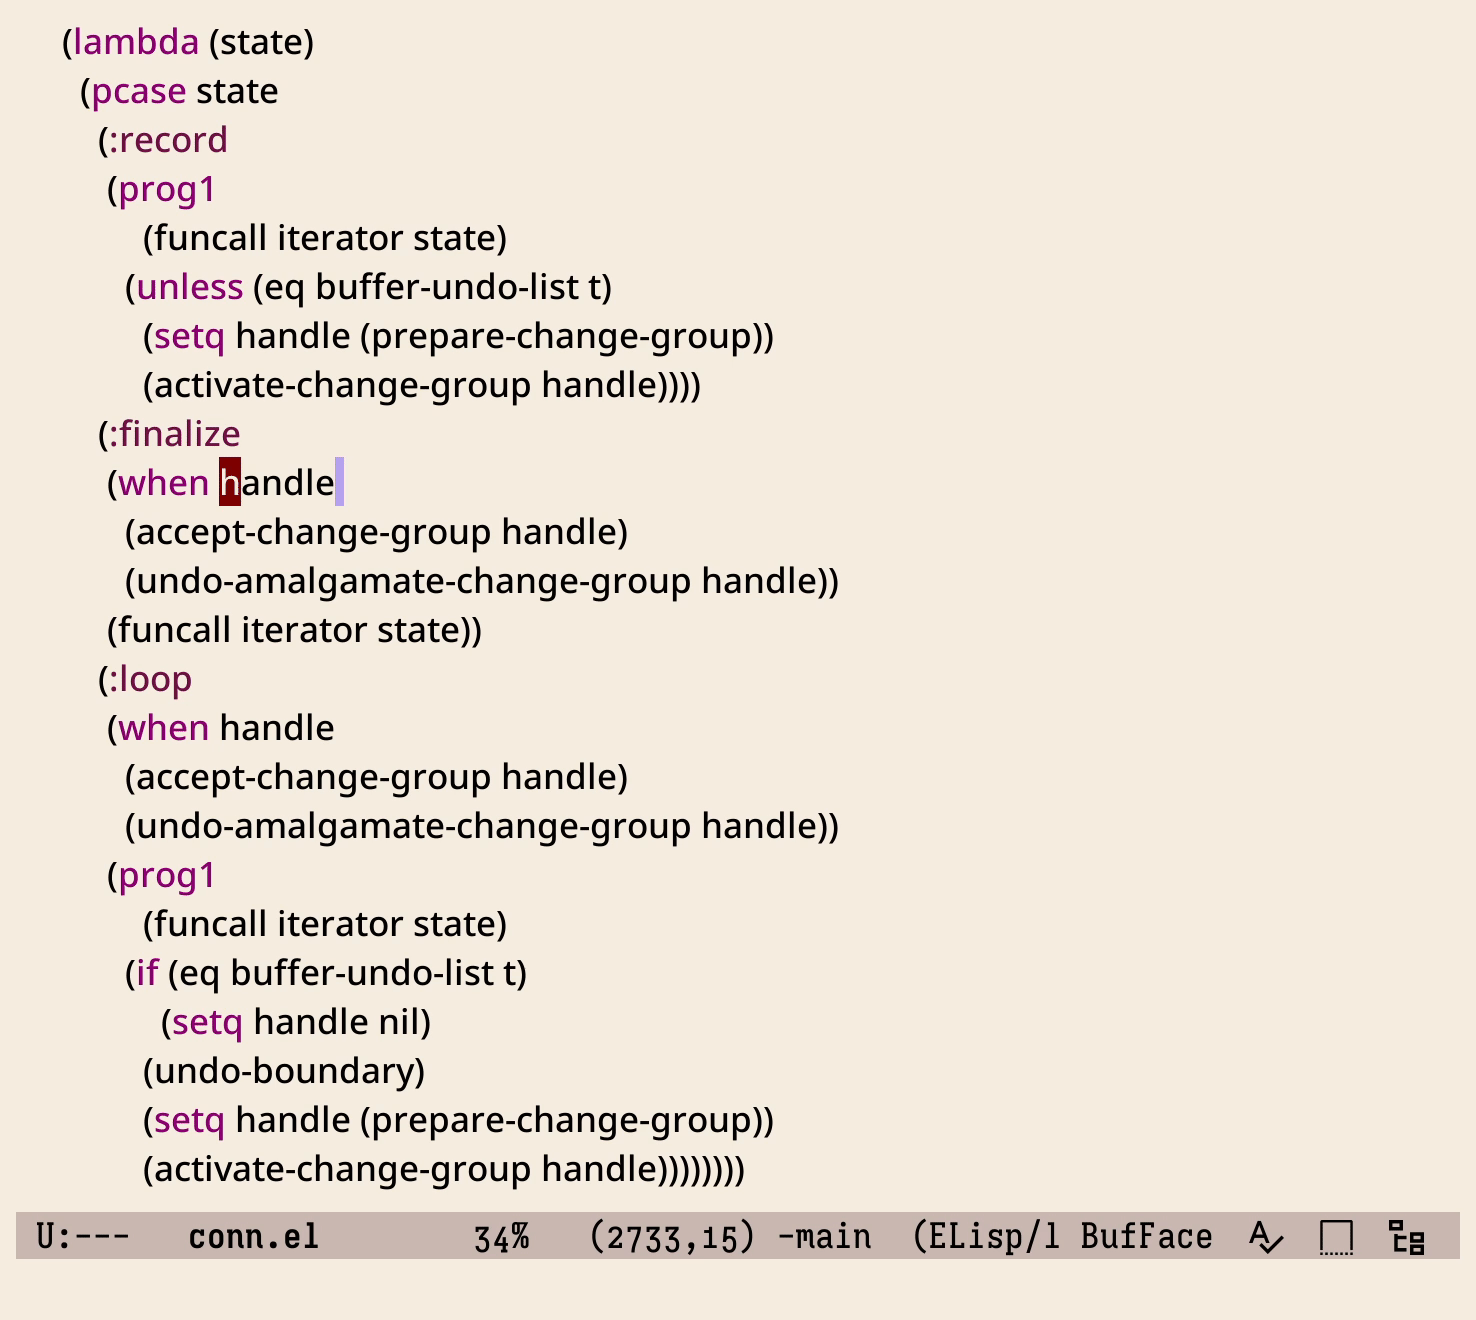 (lambda (state)
(pcase state
(:record
(prog1
(funcall iterator state)
(unless (eq buffer-undo-list t)
(setq handle (prepare-change-group))
(activate-change-group handle))))
(:finalize
(when handle
(accept-change-group handle)
(undo-amalgamate-change-group handle))
(funcall iterator state))
(:loop
(when handle
(accept-change-group handle)
(undo-amalgamate-change-group handle))
(prog1
(funcall iterator state)
(if (eq buffer-undo-list t)
(setq handle nil)
(undo-boundary)
(setq handle (prepare-change-group))
(activate-change-group handle))))))))
U:--- conn.el 34% (2733,15) -main (ELisp/l BufFace